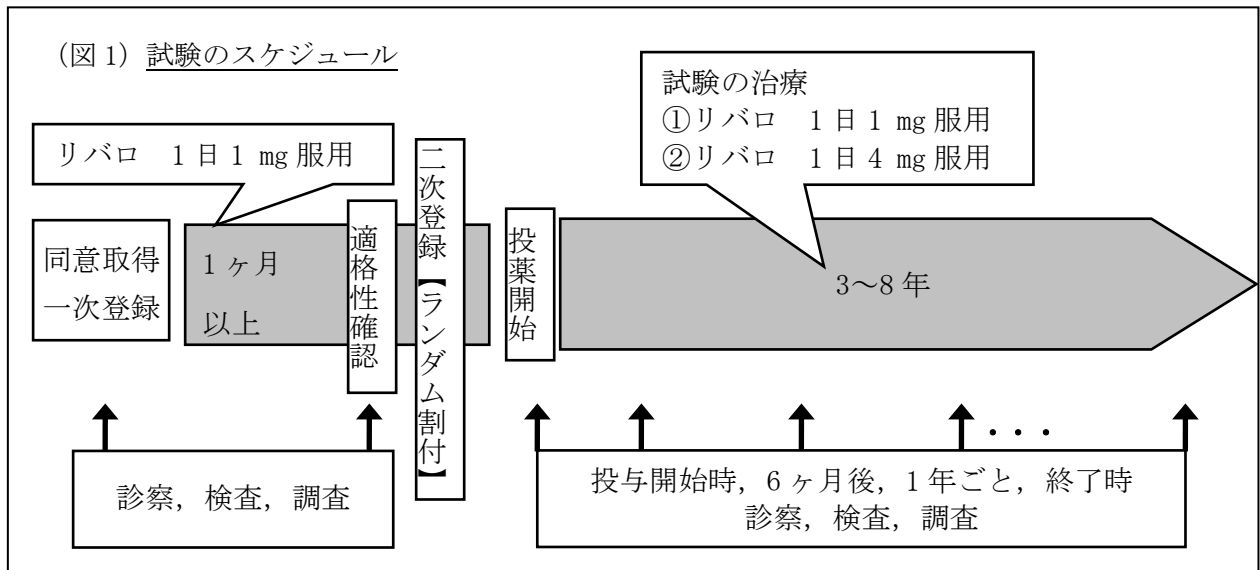 （図1）試験のスケジュール
試験の治療
①リバロ　1日1 mg服用
②リバロ　1日4 mg服用
リバロ　1日1 mg服用
同意取得
一次登録
1ヶ月
以上
適格性確認
二次登録【ランダム割付】
投薬開始
3～8年
・・・
診察，検査，調査
投与開始時，6ヶ月後，1年ごと，終了時
診察，検査，調査